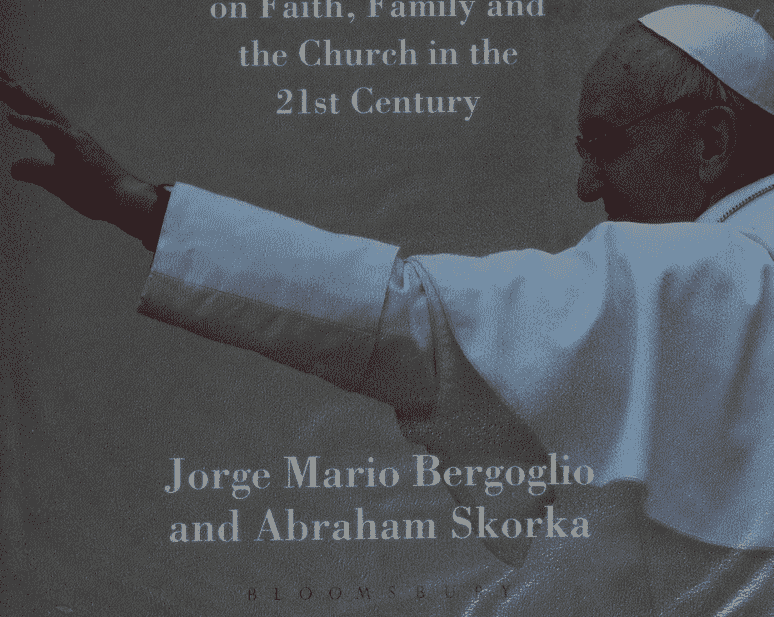 on Faith, Family and
the Church in the
21st Century
Jorge Mario Bergoglio
and Abraham Skorka
BLOOMSBURY